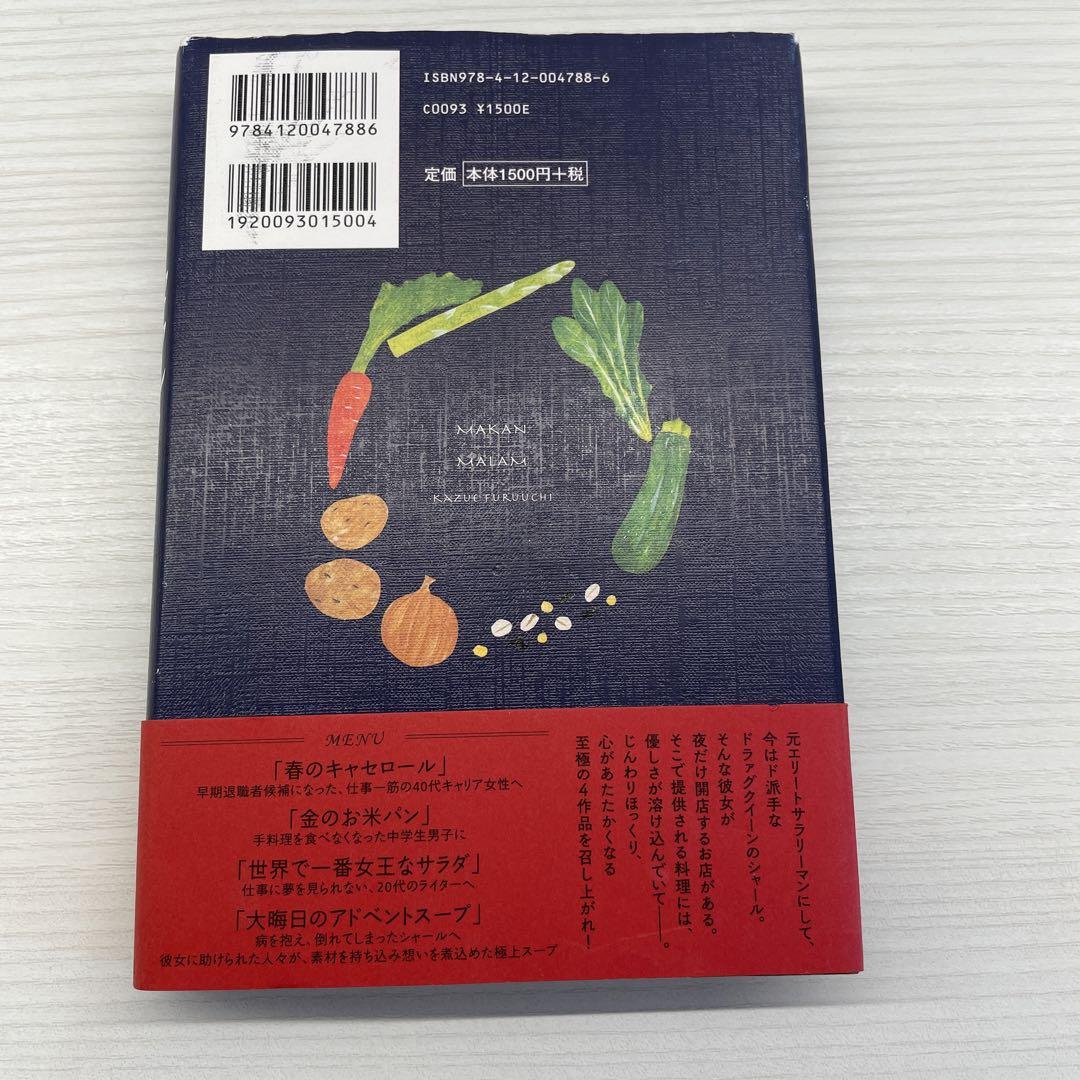 9784120047886
1920093015004
ISBN978-4-12-004788-6
C0093 ¥1500E
定価 本体1500円+税
MAKAN
MALAM
KAZUE FURUUCHI
MENU
「春のキャセロール」
早期退職者候補になった、仕事一筋の40代キャリア女性へ
「金のお米パン」
手料理を食べなくなった中学生男子に
「世界で一番女王なサラダ」
仕事に夢を見られない、20代のライターへ
「大晦日のアドベントスープ」
病を抱え、倒れてしまったシャールへ
彼女に助けられた人々が、素材を持ち込み想いを煮込めた極上スープ
元エリートサラリーマンにして、
今はド派手な
ドラァグクイーンのシャール。
そんな彼女が
夜だけ開店するお店がある。
そこで提供される料理には、
優しさが溶け込んでいて――。
じんわりほっくり、
心があたたかくなる
至極の4作品を召し上がれ！